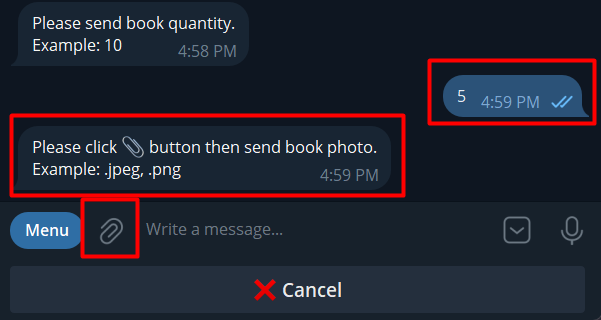 Please send book quantity.
Example: 10
4:58 PM
5 4:59 PM
Please click 📎 button then send book photo.
Example: .jpeg, .png
4:59 PM
Menu
Write a message...
❌ Cancel